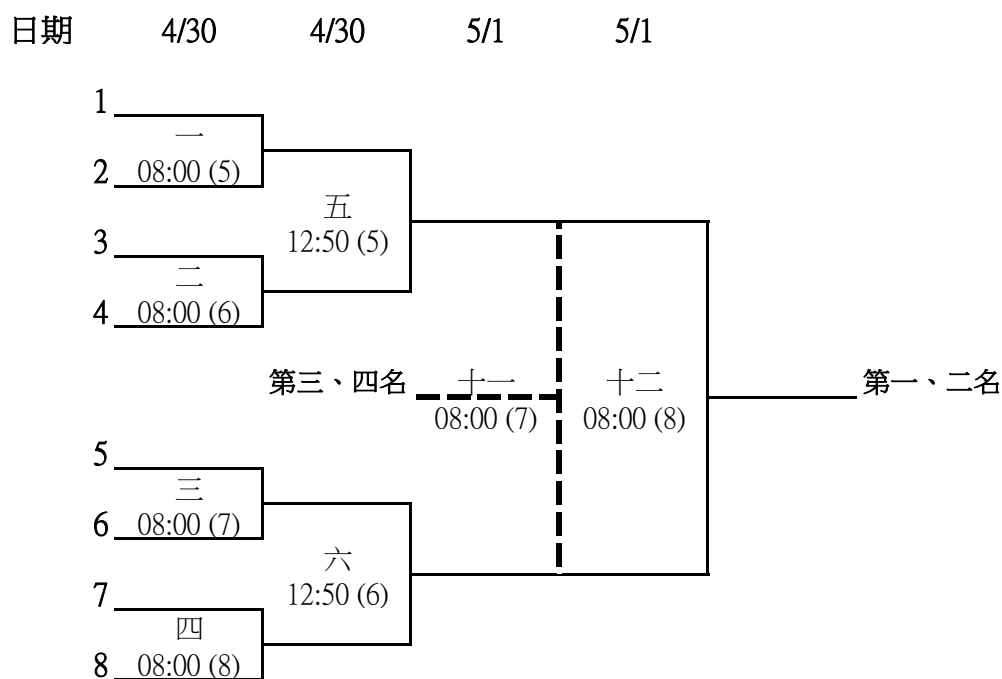 日期 4/30 4/30 5/1 5/1
1
一
2 08:00 (5)
五
12:50 (5)
3
二
4 08:00 (6)
第三、四名 十一 十二 第一、二名
08:00 (7) 08:00 (8)
5
三
6 08:00 (7)
六
12:50 (6)
7
四
8 08:00 (8)